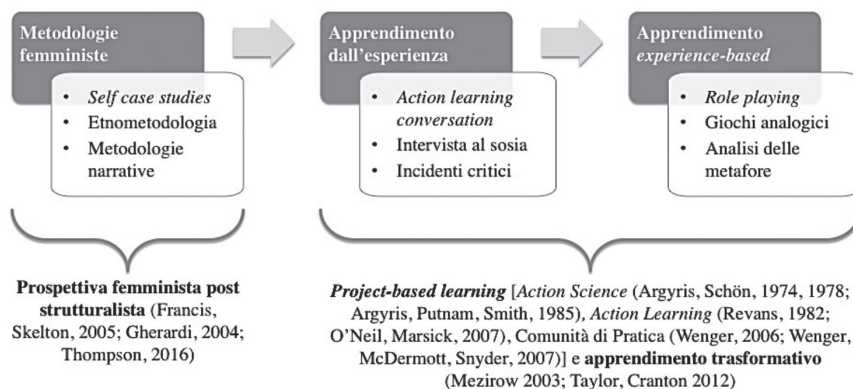 Metodologie
femministe
• Self case studies
• Etnometodologia
• Metodologie
narrative
Apprendimento
dall'esperienza
• Action learning
conversation
• Intervista al sosia
• Incidenti critici
Apprendimento
experience-based
• Role playing
• Giochi analogici
• Analisi delle
metafore
Prospettiva femminista post
strutturalista (Francis,
Skelton, 2005; Gherardi, 2004;
Thompson, 2016)
Project-based learning [Action Science (Argyris, Schön, 1974, 1978;
Argyris, Putnam, Smith, 1985), Action Learning (Revans, 1982;
O'Neil, Marsick, 2007), Comunità di Pratica (Wenger, 2006; Wenger,
McDermott, Snyder, 2007)] e apprendimento trasformativo
(Mezirow 2003; Taylor, Cranton 2012)